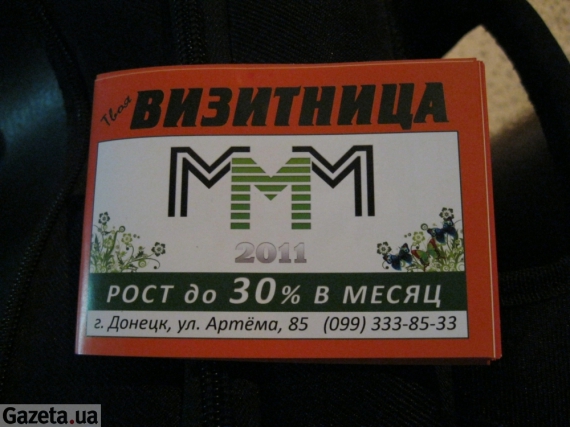 Твоя ВИЗИТНИЦА
МММ
2011
РОСТ до 30% В МЕСЯЦ
г. Донецк, ул. Артёма, 85 (099) 333-85-33
Gazeta.ua